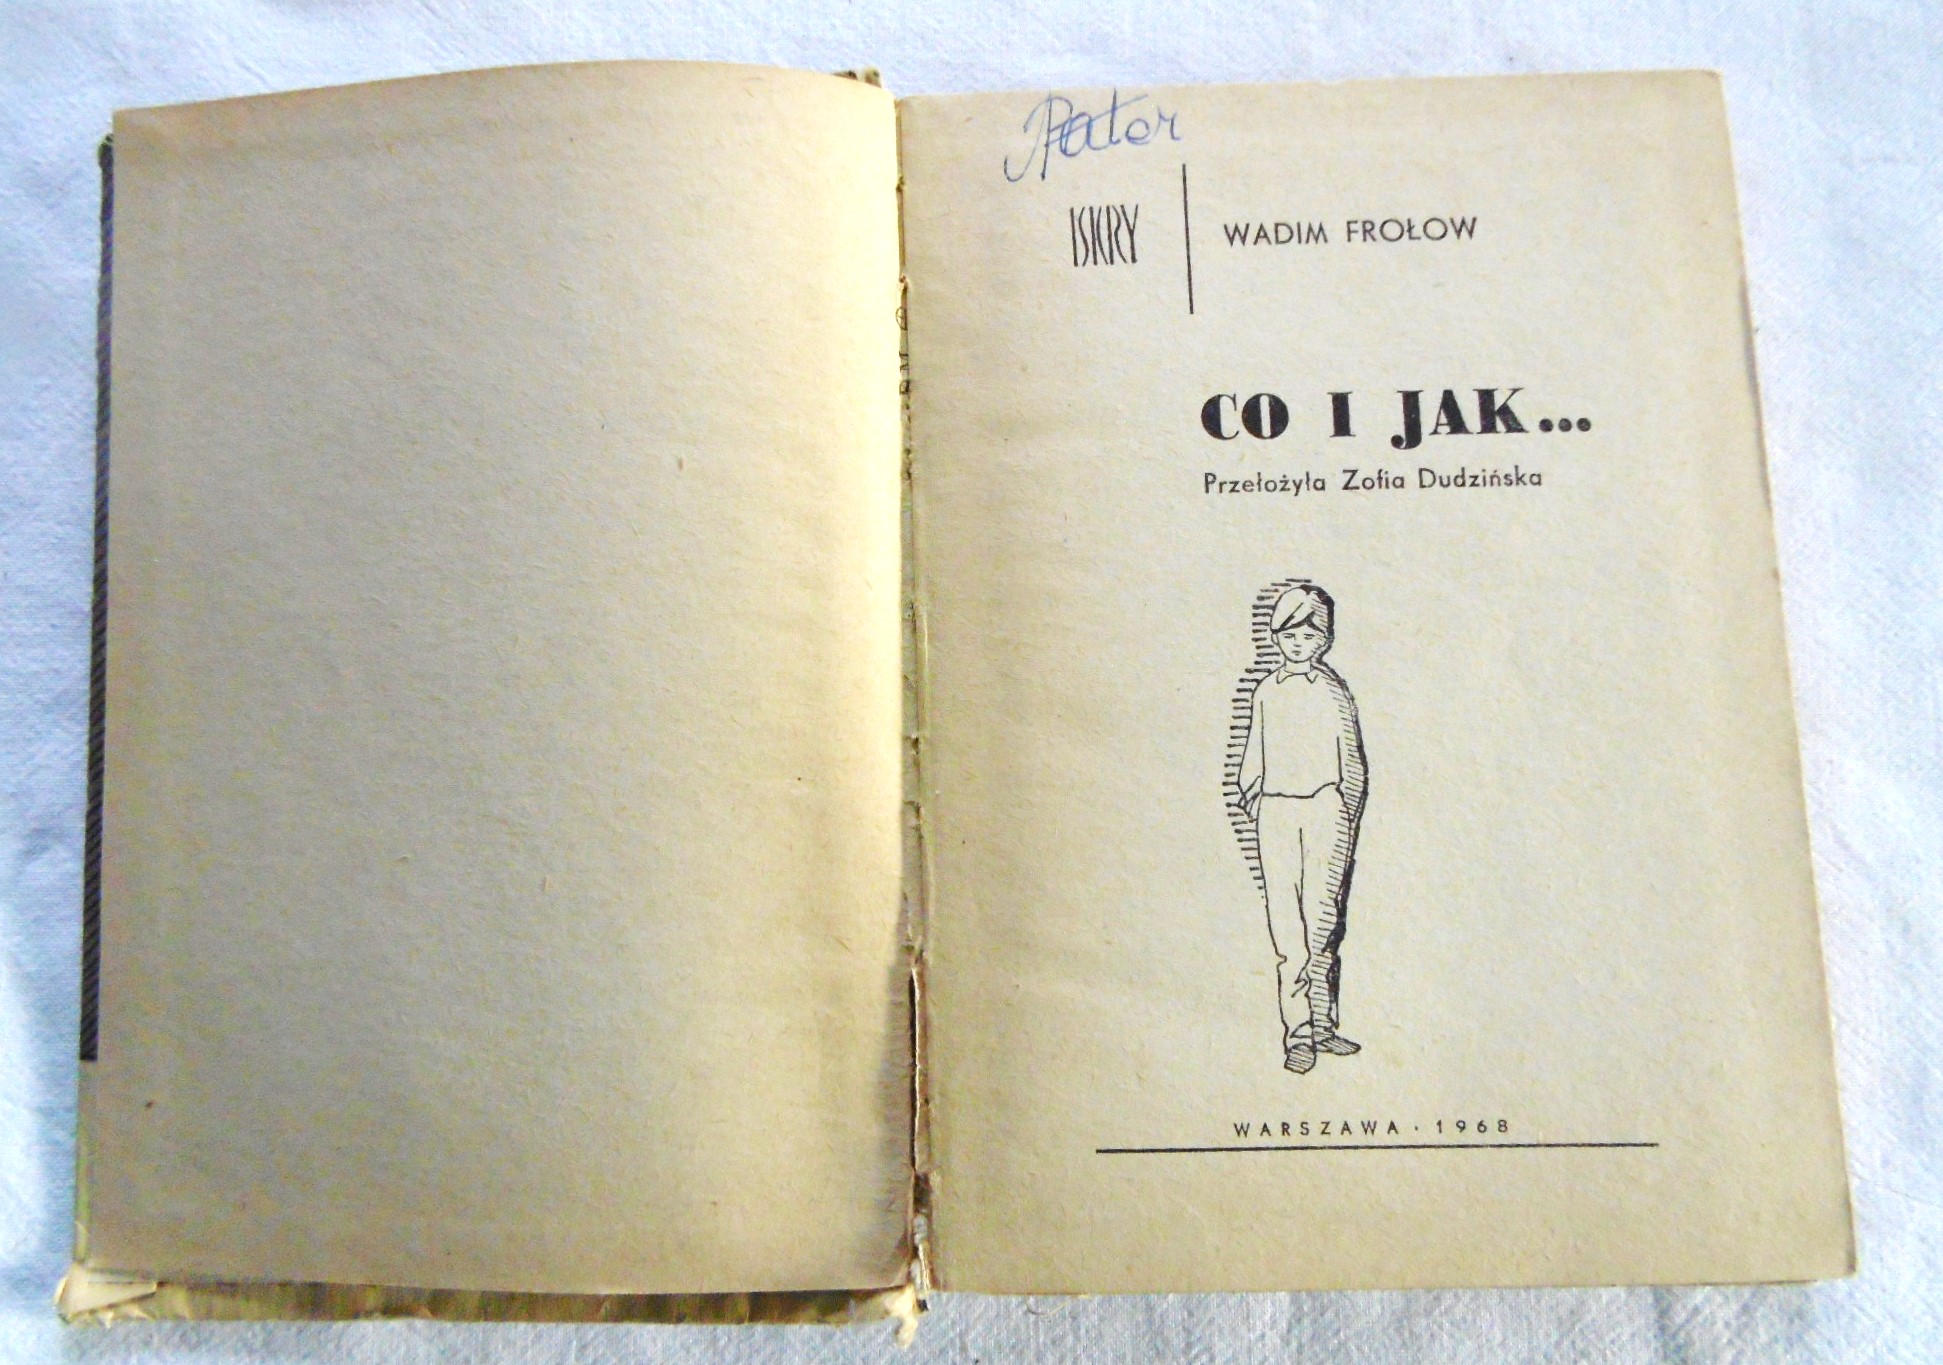 Pater
ISKRY
WADIM FROŁOW
CO I JAK...
Przełożyła Zofia Dudzińska
WARSZAWA · 1968